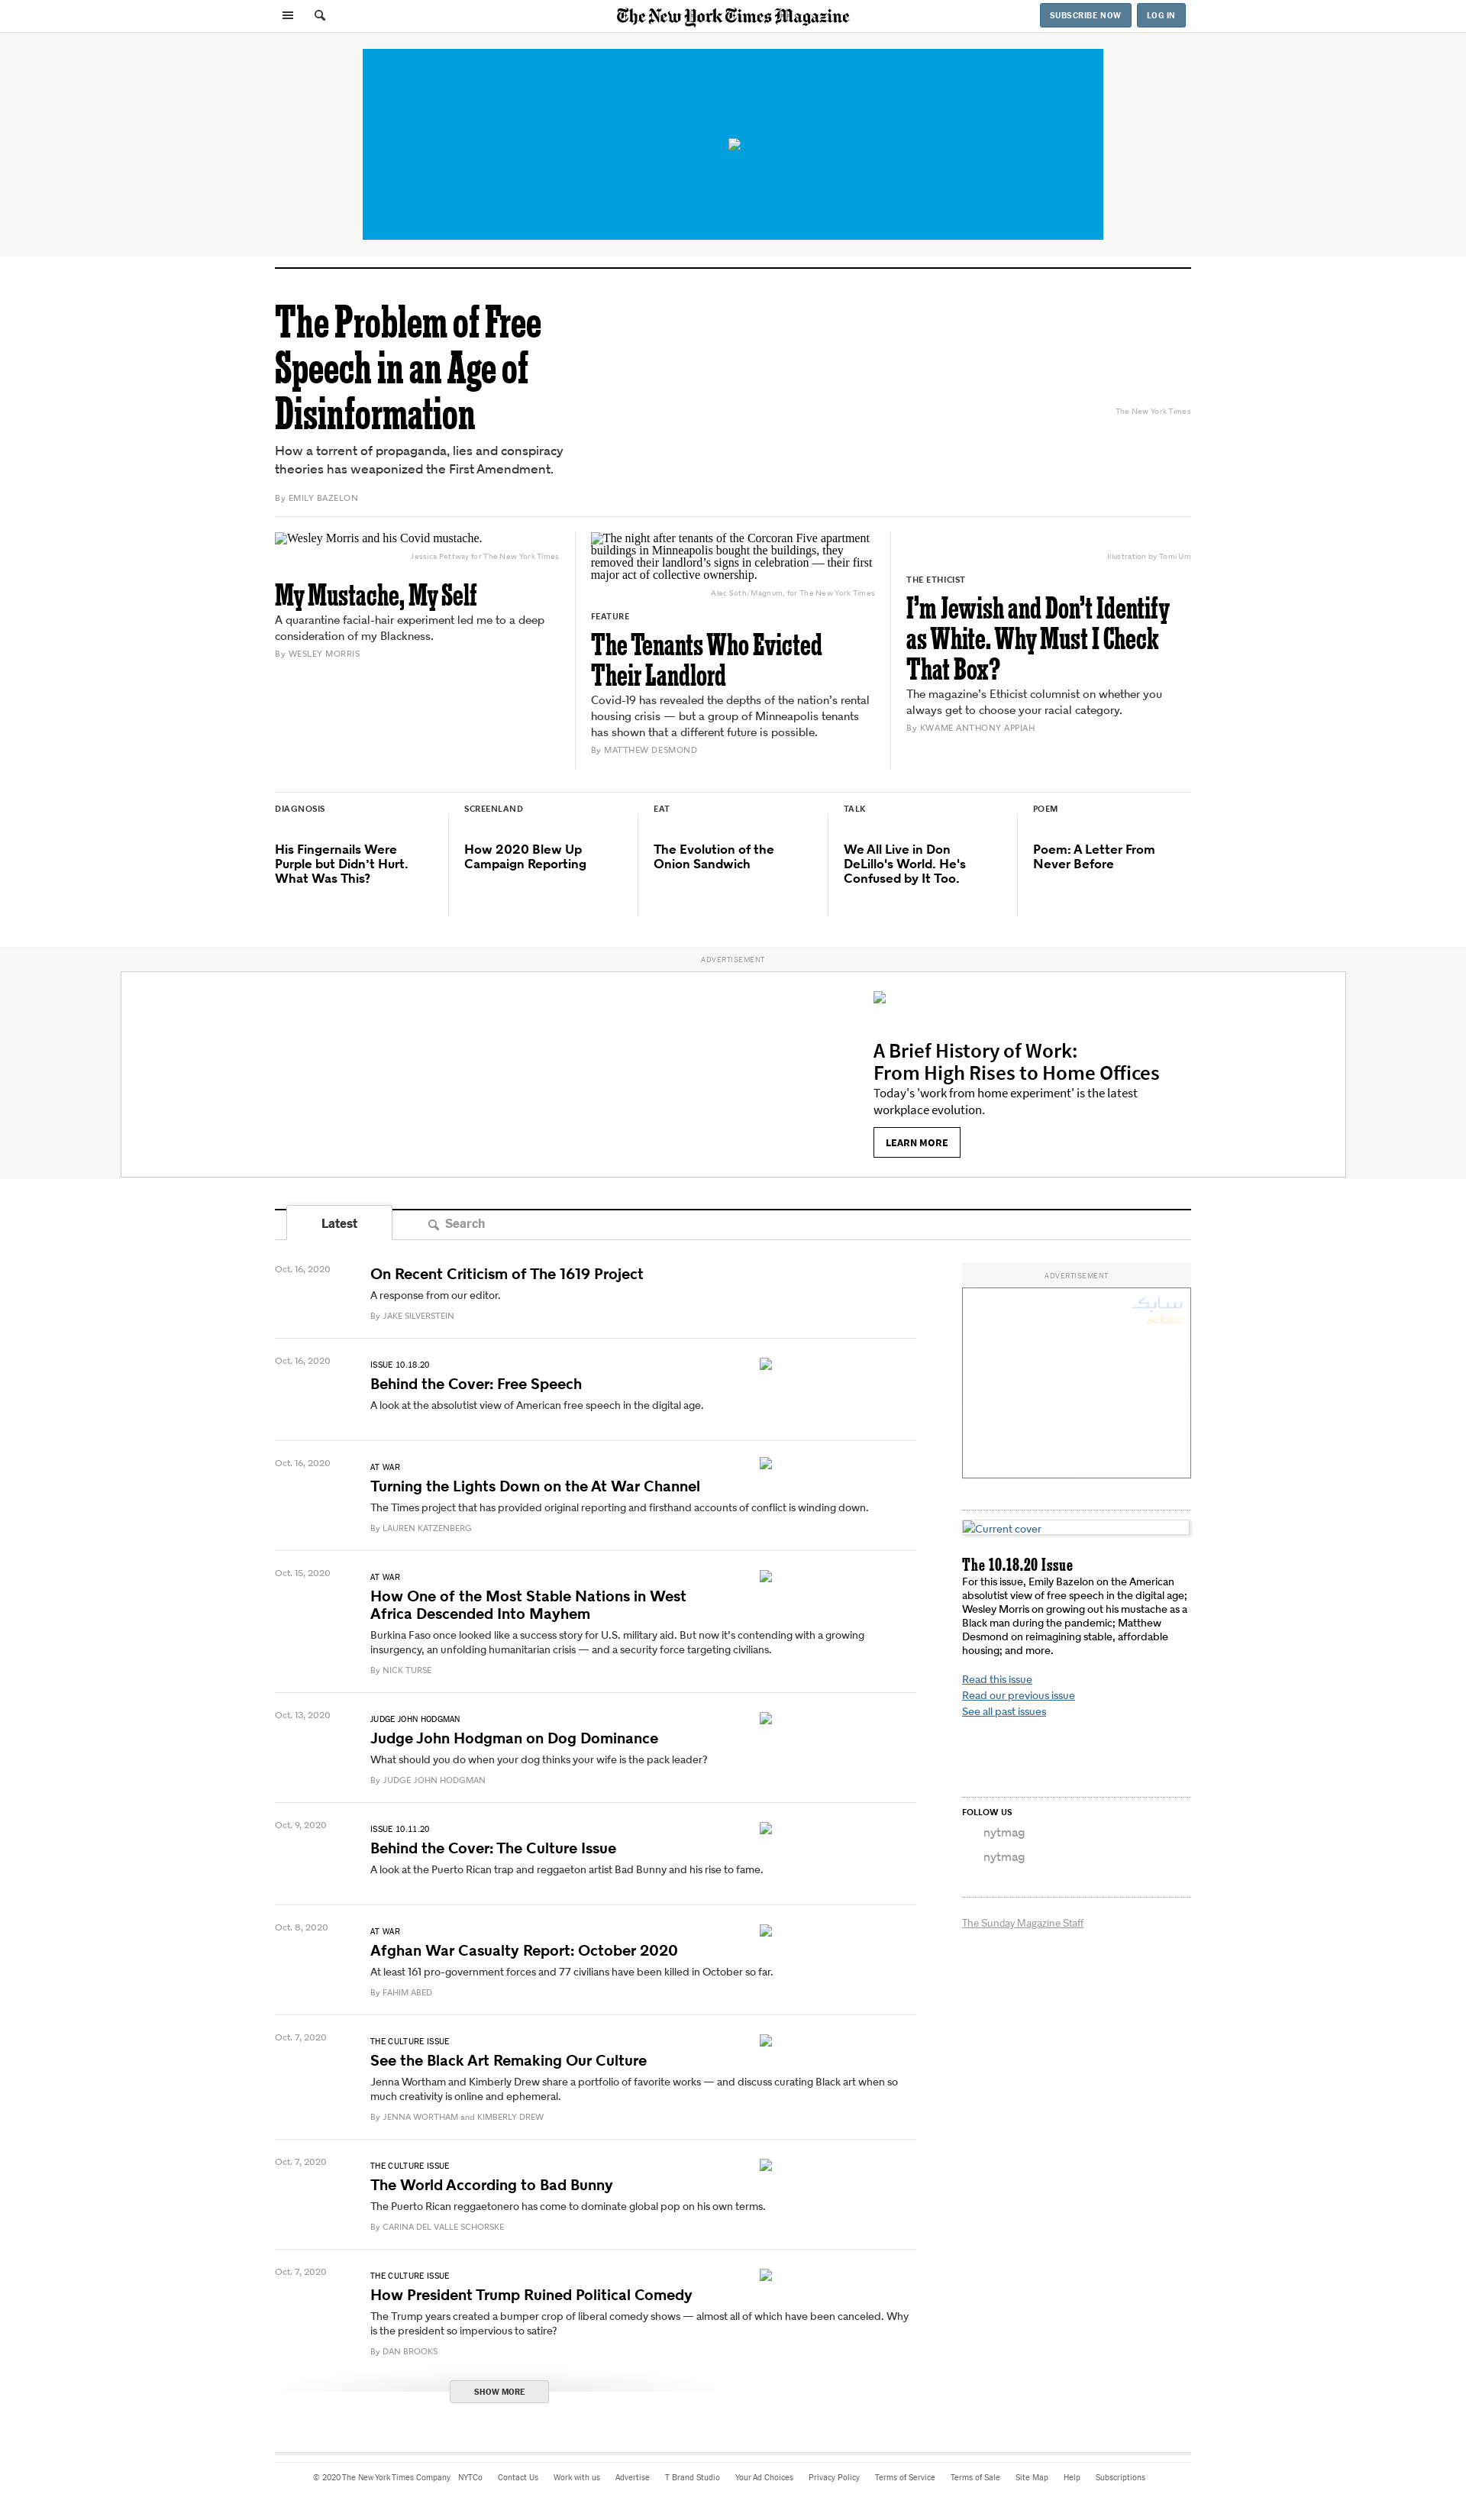 The New York Times Magazine
SUBSCRIBE NOW
LOG IN
The Problem of Free
Speech in an Age of
Disinformation
How a torrent of propaganda, lies and conspiracy
theories has weaponized the First Amendment.
By EMILY BAZELON
The New York Times
Wesley Morris and his Covid mustache.
Jessica Pettway for The New York Times
My Mustache, My Self
A quarantine facial-hair experiment led me to a deep
consideration of my Blackness.
By WESLEY MORRIS
The night after tenants of the Corcoran Five apartment
buildings in Minneapolis bought the buildings, they
removed their landlord’s signs in celebration — their first
major act of collective ownership.
Alec Soth/Magnum, for The New York Times
FEATURE
The Tenants Who Evicted
Their Landlord
Covid-19 has revealed the depths of the nation’s rental
housing crisis — but a group of Minneapolis tenants
has shown that a different future is possible.
By MATTHEW DESMOND
Illustration by Tomi Um
THE ETHICIST
I’m Jewish and Don’t Identify
as White. Why Must I Check
That Box?
The magazine’s Ethicist columnist on whether you
always get to choose your racial category.
By KWAME ANTHONY APPIAH
DIAGNOSIS
His Fingernails Were
Purple but Didn’t Hurt.
What Was This?
SCREENLAND
How 2020 Blew Up
Campaign Reporting
EAT
The Evolution of the
Onion Sandwich
TALK
We All Live in Don
DeLillo's World. He's
Confused by It Too.
POEM
Poem: A Letter From
Never Before
ADVERTISEMENT
A Brief History of Work:
From High Rises to Home Offices
Today's 'work from home experiment' is the latest
workplace evolution.
LEARN MORE
Latest
Search
Oct. 16, 2020
On Recent Criticism of The 1619 Project
A response from our editor.
By JAKE SILVERSTEIN
Oct. 16, 2020
ISSUE 10.18.20
Behind the Cover: Free Speech
A look at the absolutist view of American free speech in the digital age.
Oct. 16, 2020
AT WAR
Turning the Lights Down on the At War Channel
The Times project that has provided original reporting and firsthand accounts of conflict is winding down.
By LAUREN KATZENBERG
Oct. 15, 2020
AT WAR
How One of the Most Stable Nations in West
Africa Descended Into Mayhem
Burkina Faso once looked like a success story for U.S. military aid. But now it's contending with a growing
insurgency, an unfolding humanitarian crisis — and a security force targeting civilians.
By NICK TURSE
Oct. 13, 2020
JUDGE JOHN HODGMAN
Judge John Hodgman on Dog Dominance
What should you do when your dog thinks your wife is the pack leader?
By JUDGE JOHN HODGMAN
Oct. 9, 2020
ISSUE 10.11.20
Behind the Cover: The Culture Issue
A look at the Puerto Rican trap and reggaeton artist Bad Bunny and his rise to fame.
Oct. 8, 2020
AT WAR
Afghan War Casualty Report: October 2020
At least 161 pro-government forces and 77 civilians have been killed in October so far.
By FAHIM ABED
Oct. 7, 2020
THE CULTURE ISSUE
See the Black Art Remaking Our Culture
Jenna Wortham and Kimberly Drew share a portfolio of favorite works — and discuss curating Black art when so
much creativity is online and ephemeral.
By JENNA WORTHAM and KIMBERLY DREW
Oct. 7, 2020
THE CULTURE ISSUE
The World According to Bad Bunny
The Puerto Rican reggaetonero has come to dominate global pop on his own terms.
By CARINA DEL VALLE SCHORSKE
Oct. 7, 2020
THE CULTURE ISSUE
How President Trump Ruined Political Comedy
The Trump years created a bumper crop of liberal comedy shows — almost all of which have been canceled. Why
is the president so impervious to satire?
By DAN BROOKS
SHOW MORE
ADVERTISEMENT
سابك
sabic
Current cover
The 10.18.20 Issue
For this issue, Emily Bazelon on the American
absolutist view of free speech in the digital age;
Wesley Morris on growing out his mustache as a
Black man during the pandemic; Matthew
Desmond on reimagining stable, affordable
housing; and more.
Read this issue
Read our previous issue
See all past issues
FOLLOW US
nytmag
nytmag
The Sunday Magazine Staff
© 2020 The New York Times Company NYTCo Contact Us Work with us Advertise T Brand Studio Your Ad Choices Privacy Policy Terms of Service Terms of Sale Site Map Help Subscriptions